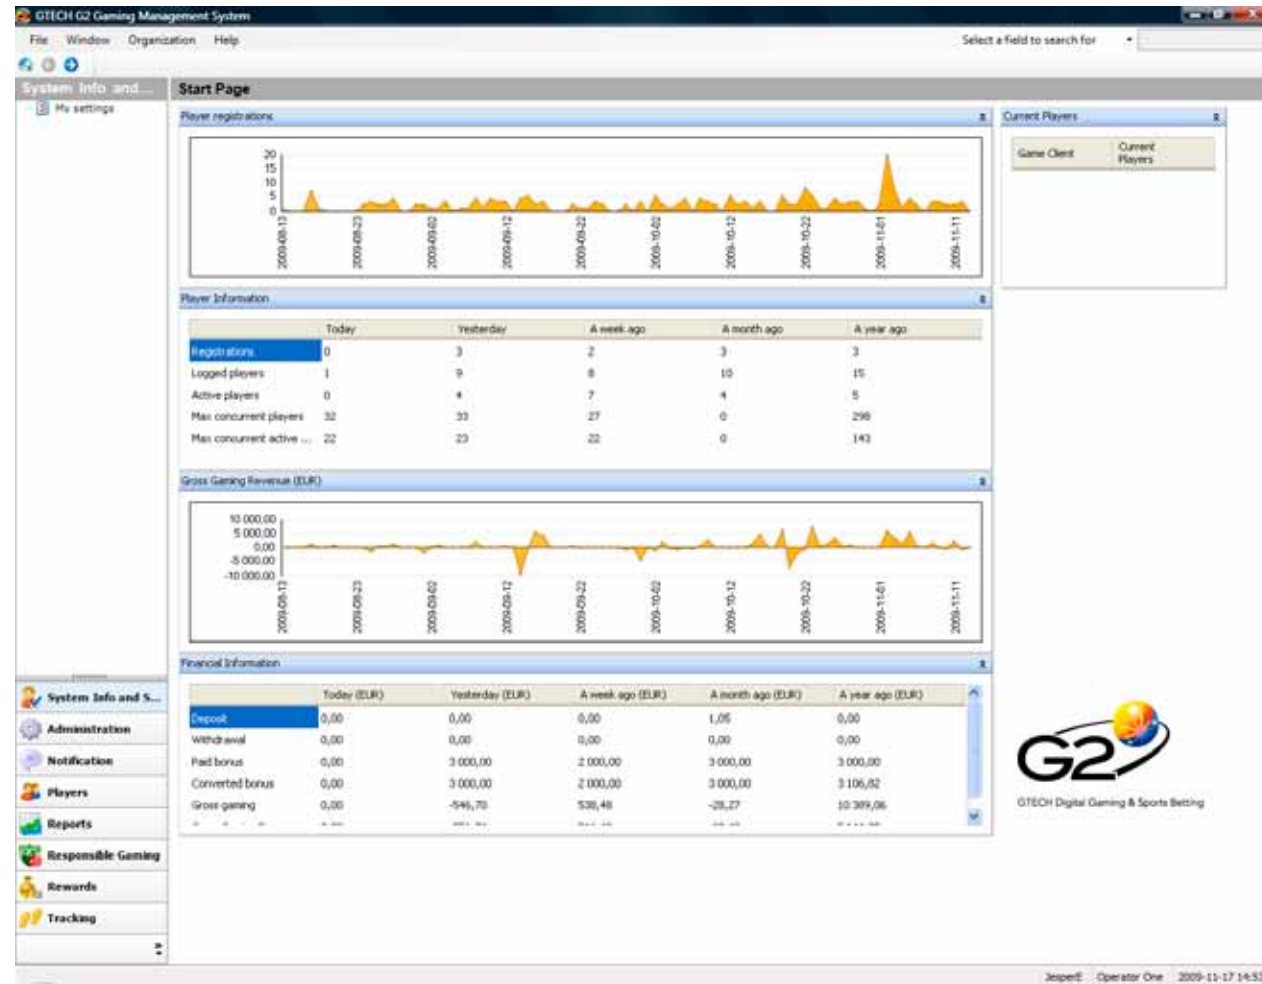 GTECH G2 Gaming Management System
File Window Organization Help Select a field to search for
System Info and...
My settings
Start Page
Player registrations
20
15
10
5
0
2009-08-13 2009-08-23 2009-09-02 2009-09-12 2009-09-22 2009-10-02 2009-10-12 2009-10-22 2009-11-01 2009-11-11
Current Players
Game Client Current Players
Player Information
Today Yesterday A week ago A month ago A year ago
Registrations 0 3 2 3 3
Logged players 1 9 8 10 15
Active players 0 4 7 4 5
Max concurrent players 32 33 27 0 298
Max concurrent active ... 22 23 22 0 143
Gross Gaming Revenue (EUR)
10 000,00
5 000,00
0,00
-5 000,00
-10 000,00
2009-08-13 2009-08-23 2009-09-02 2009-09-12 2009-09-22 2009-10-02 2009-10-12 2009-10-22 2009-11-01 2009-11-11
Financial Information
Today (EUR) Yesterday (EUR) A week ago (EUR) A month ago (EUR) A year ago (EUR)
Deposit 0,00 0,00 0,00 1,05 0,00
Withdrawal 0,00 0,00 0,00 0,00 0,00
Paid bonus 0,00 3 000,00 2 000,00 3 000,00 3 000,00
Converted bonus 0,00 3 000,00 2 000,00 3 000,00 3 106,82
Gross gaming 0,00 -546,70 538,48 -28,27 10 389,06
System Info and S...
Administration
Notification
Players
Reports
Responsible Gaming
Rewards
Tracking
G2
GTECH Digital Gaming & Sports Betting
JesperE Operator One 2009-11-17 14:53